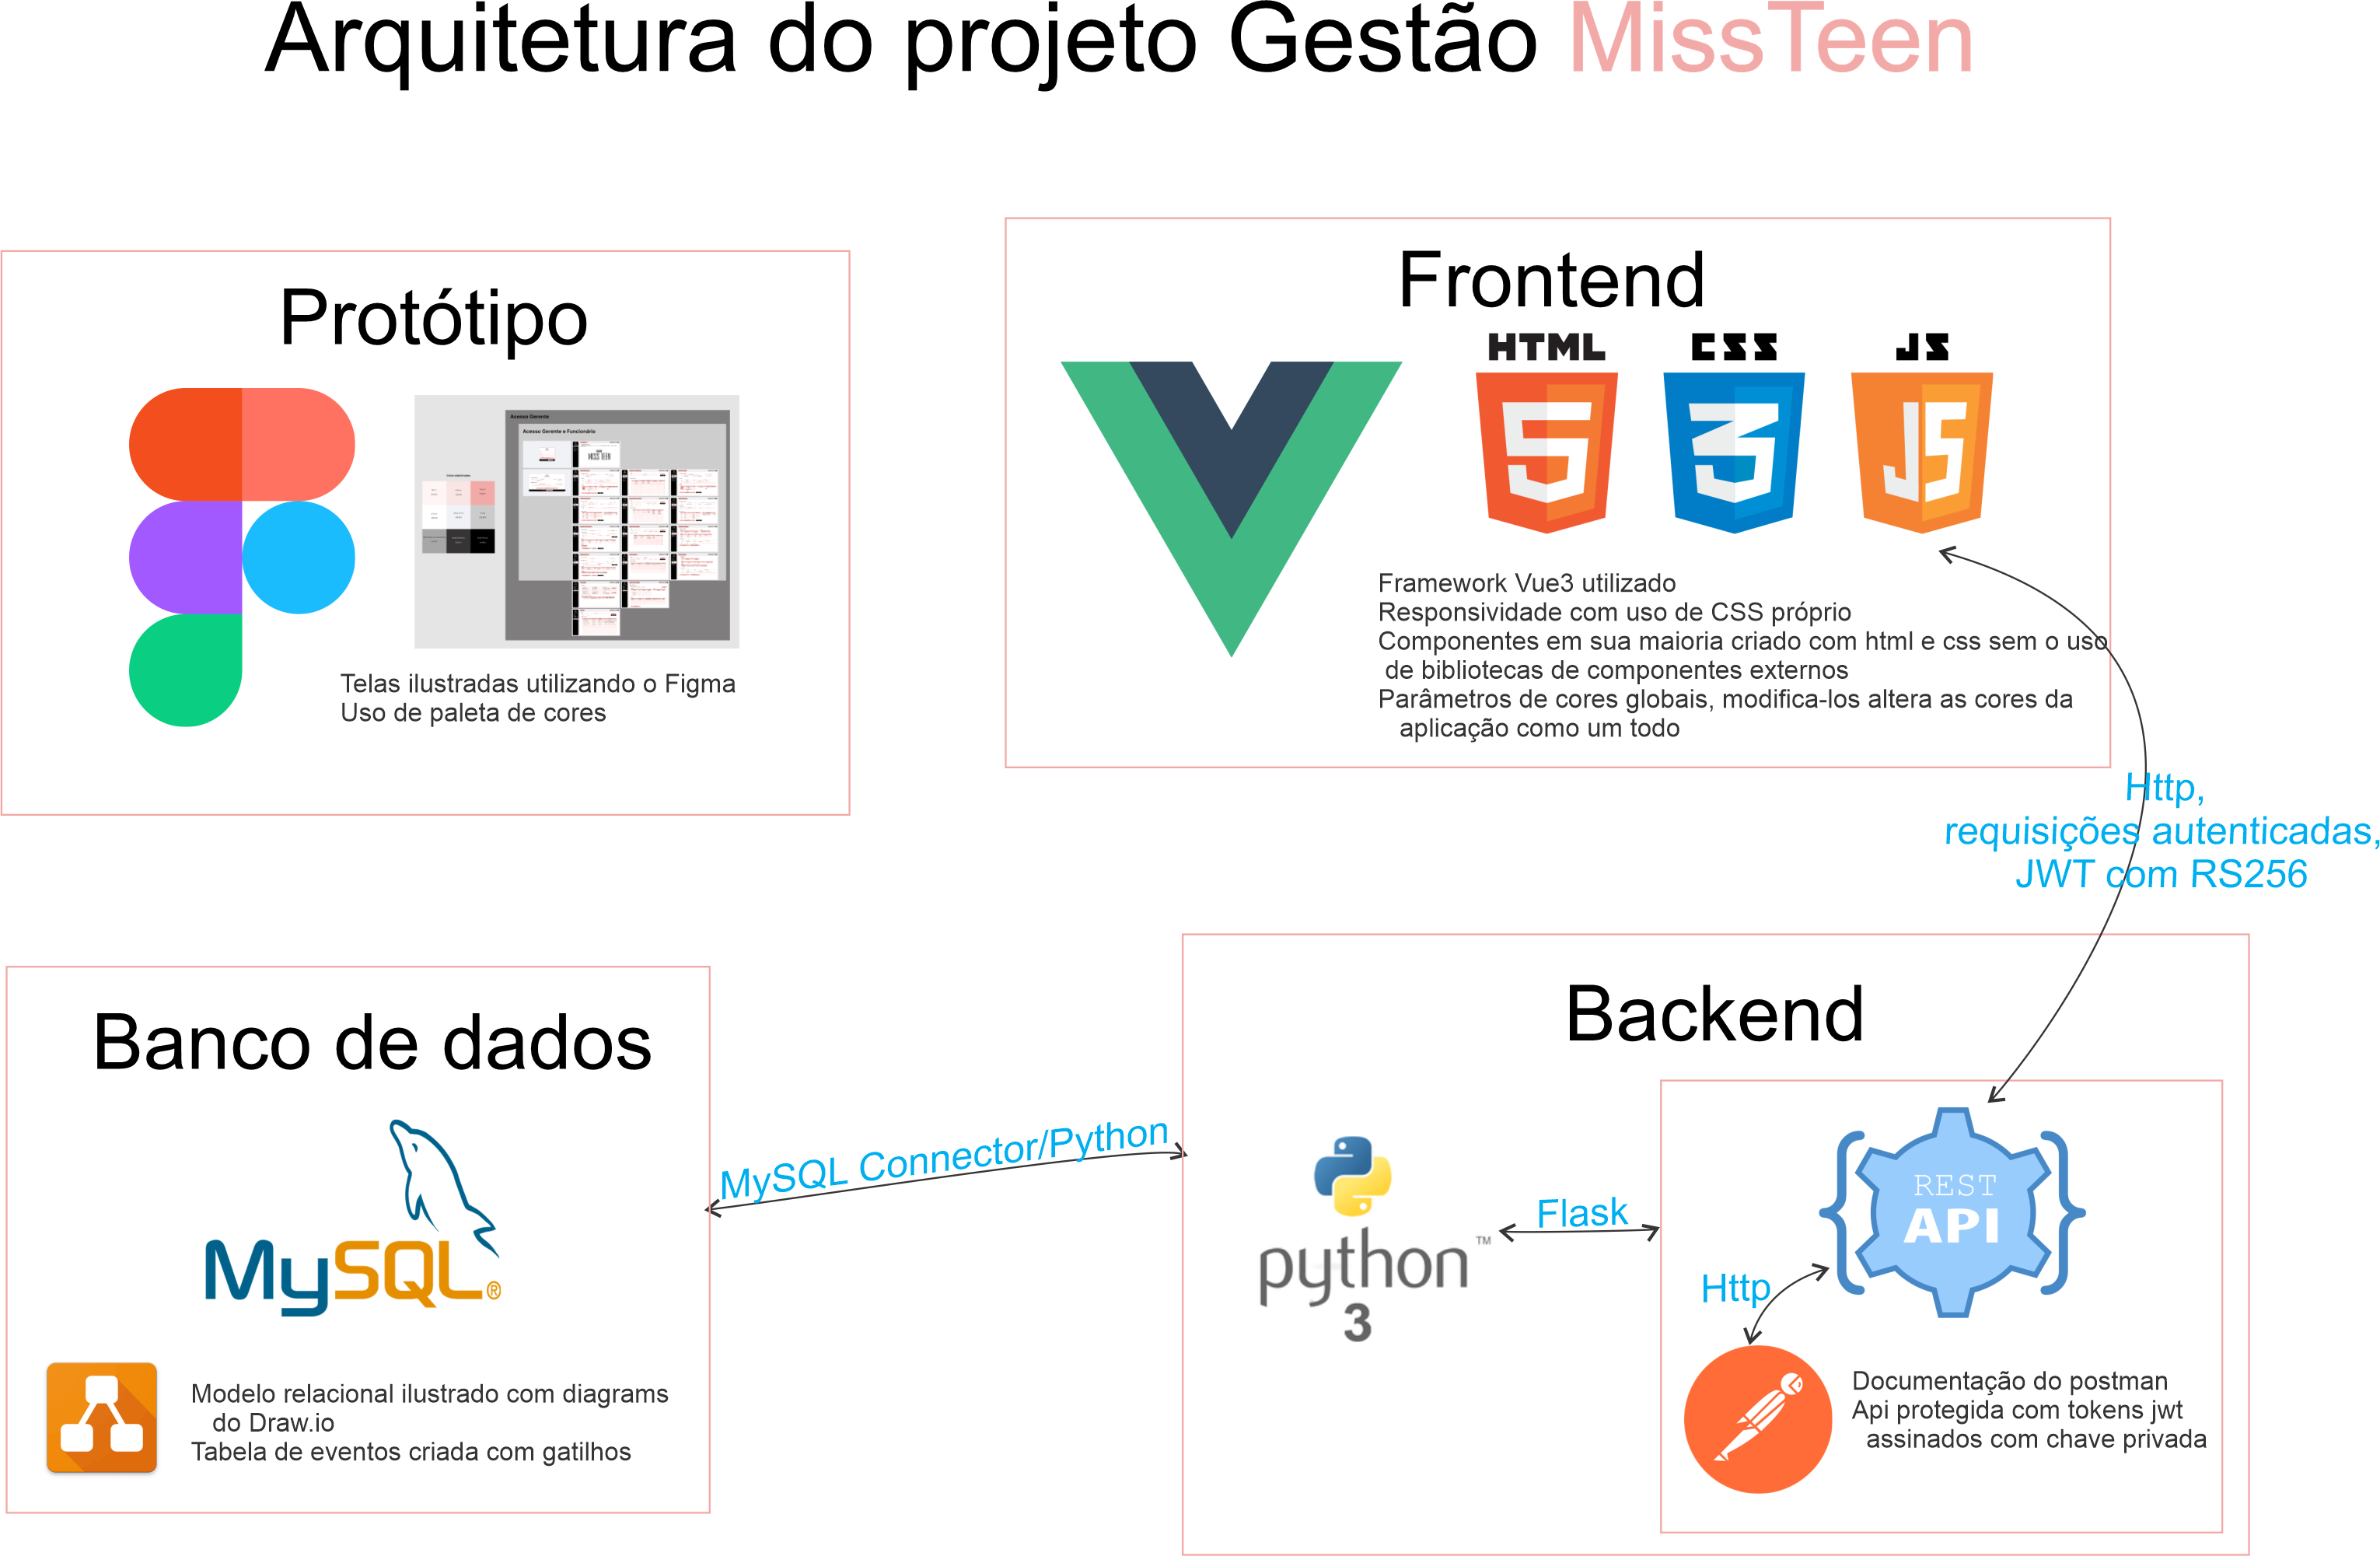 Arquitetura do projeto Gestão MissTeen
Protótipo
Acesso Gerente
Acesso Gerente e Funcionário
MISS TEEN
Telas ilustradas utilizando o Figma
Uso de paleta de cores
Frontend
HTML CSS JS
Framework Vue3 utilizado
Responsividade com uso de CSS próprio
Componentes em sua maioria criado com html e css sem o uso
de bibliotecas de componentes externos
Parâmetros de cores globais, modifica-los altera as cores da
aplicação como um todo
Http,
requisições autenticadas,
JWT com RS256
Banco de dados
MySQL®
Modelo relacional ilustrado com diagrams
do Draw.io
Tabela de eventos criada com gatilhos
MySQL Connector/Python
Backend
python™
3
Flask
REST
API
Http
Documentação do postman
Api protegida com tokens jwt
assinados com chave privada